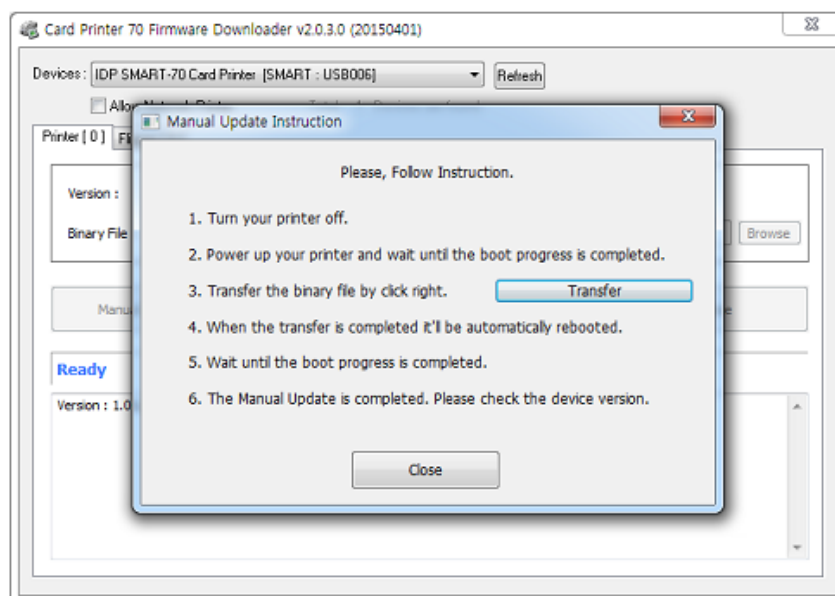 Card Printer 70 Firmware Downloader v2.0.3.0 (20150401)
Devices : IDP SMART-70 Card Printer [SMART : USB006] Refresh
Printer [ 0 ]
Manual Update Instruction
Please, Follow Instruction.
1. Turn your printer off.
2. Power up your printer and wait until the boot progress is completed.
3. Transfer the binary file by click right. Transfer
4. When the transfer is completed it'll be automatically rebooted.
5. Wait until the boot progress is completed.
6. The Manual Update is completed. Please check the device version.
Close
Version :
Binary File
Browse
Ready
Version : 1.0